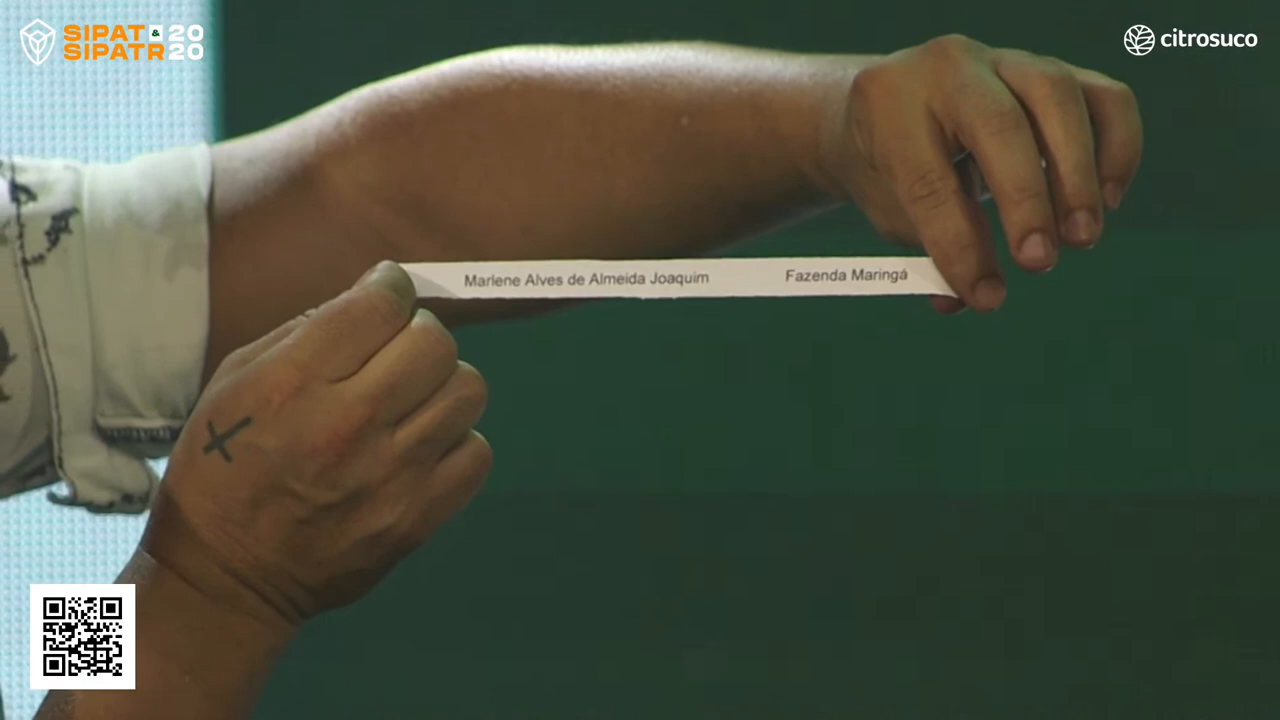 SIPAT & 20
SIPATR 20
citrosuco
Marlene Alves de Almeida Joaquim Fazenda Maringá